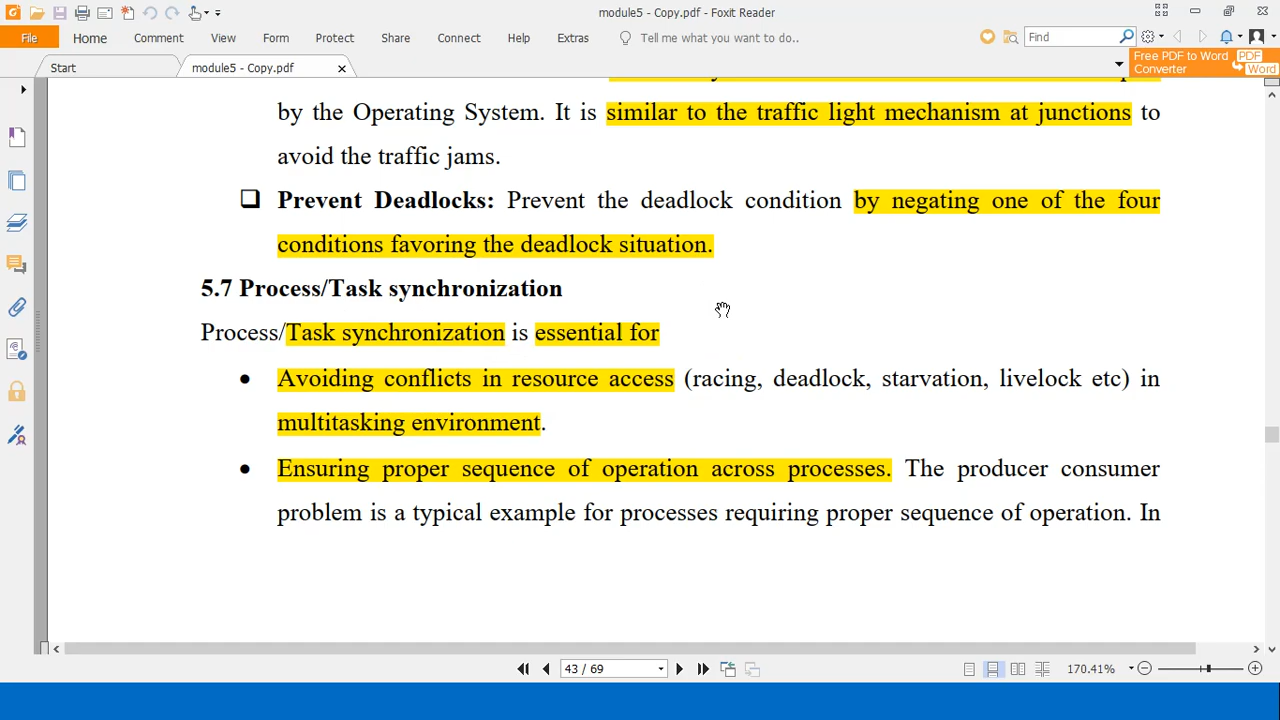 module5 - Copy.pdf - Foxit Reader
File Home Comment View Form Protect Share Connect Help Extras Tell me what you want to do.. Find
Start module5 - Copy.pdf
Free PDF to Word
Converter
PDF
Word
by the Operating System. It is similar to the traffic light mechanism at junctions to
avoid the traffic jams.
❑ Prevent Deadlocks: Prevent the deadlock condition by negating one of the four
conditions favoring the deadlock situation.
5.7 Process/Task synchronization
Process/Task synchronization is essential for
• Avoiding conflicts in resource access (racing, deadlock, starvation, livelock etc) in
multitasking environment.
• Ensuring proper sequence of operation across processes. The producer consumer
problem is a typical example for processes requiring proper sequence of operation. In
43 / 69
170.41%